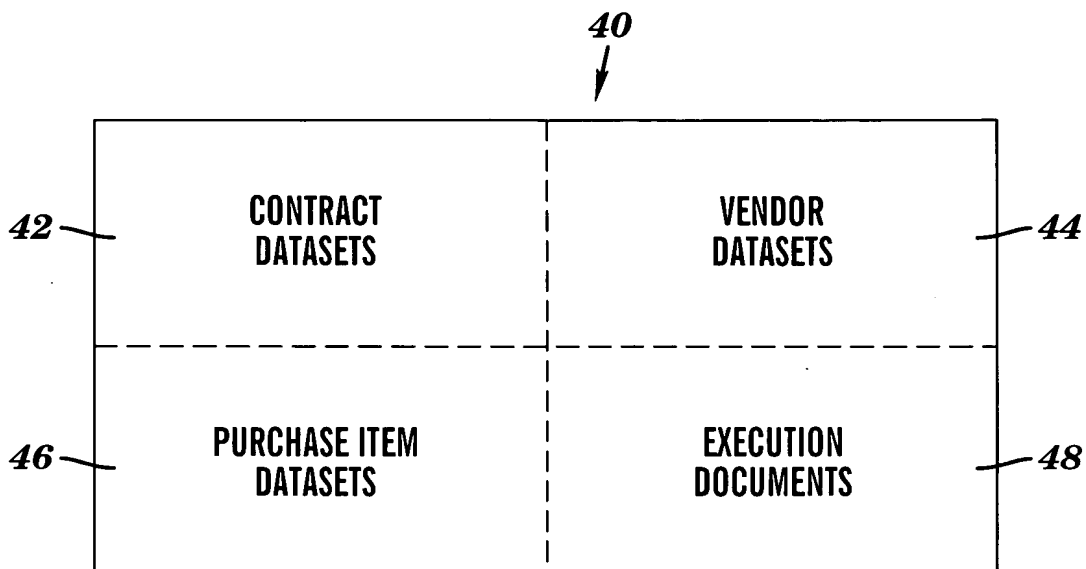 40
42
CONTRACT
DATASETS
VENDOR
DATASETS
44
46
PURCHASE ITEM
DATASETS
EXECUTION
DOCUMENTS
48